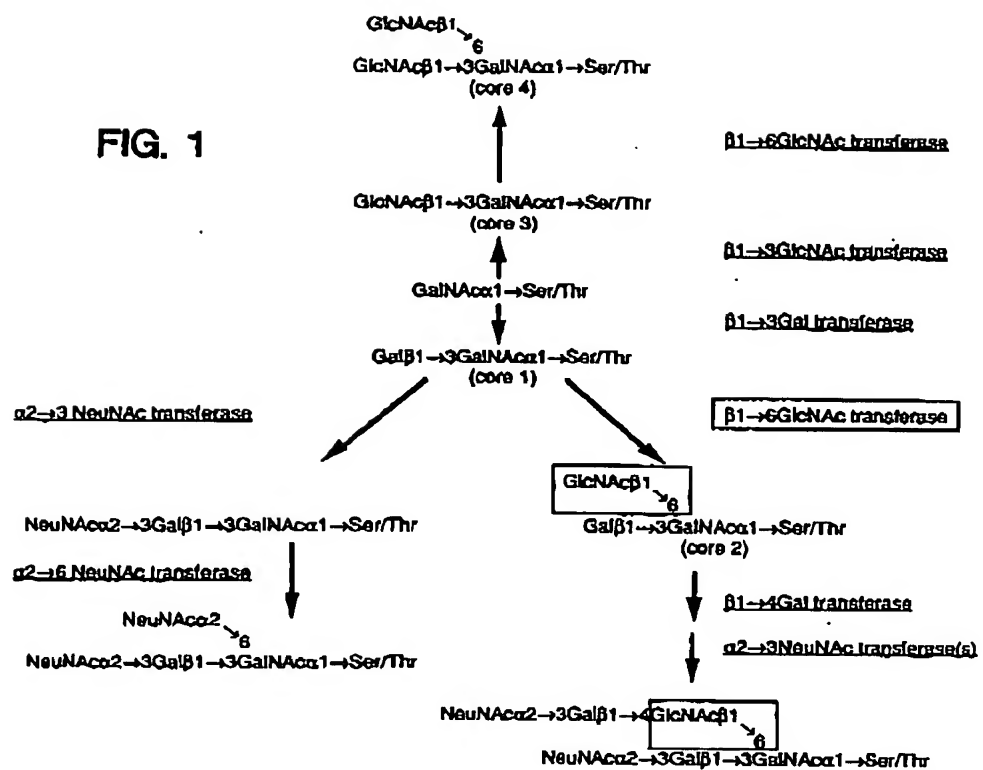 GlcNAcβ1
↘6
GlcNAcβ1→3GalNAcα1→Ser/Thr
(core 4)
FIG. 1
β1→6GlcNAc transferase
GlcNAcβ1→3GalNAcα1→Ser/Thr
(core 3)
β1→3GlcNAc transferase
GalNAcα1→Ser/Thr
β1→3Gal transferase
Galβ1→3GalNAcα1→Ser/Thr
(core 1)
α2→3 NeuNAc transferase
β1→6GlcNAc transferase
GlcNAcβ1
↘6
NeuNAcα2→3Galβ1→3GalNAcα1→Ser/Thr
Galβ1→3GalNAcα1→Ser/Thr
(core 2)
α2→6 NeuNAc transferase
β1→4Gal transferase
NeuNAcα2
↘6
NeuNAcα2→3Galβ1→3GalNAcα1→Ser/Thr
α2→3NeuNAc transferase(s)
NeuNAcα2→3Galβ1→4GlcNAcβ1
↘6
NeuNAcα2→3Galβ1→3GalNAcα1→Ser/Thr